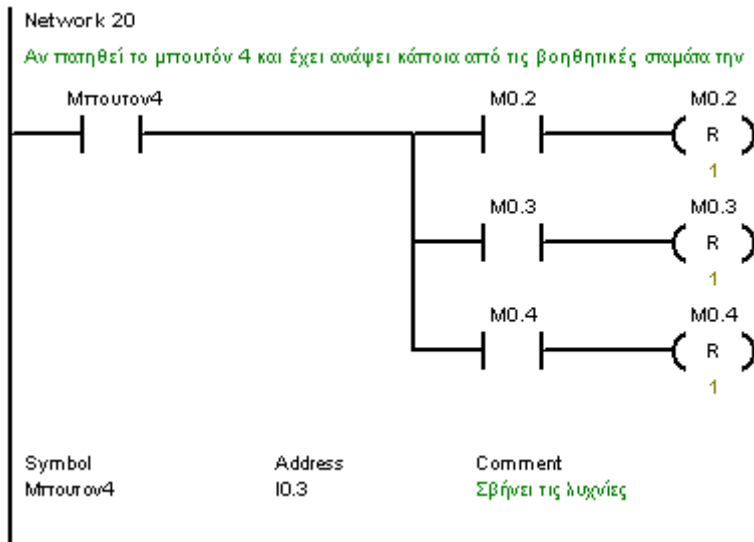 Network 20
Αν πατηθεί το μπουτόν 4 και έχει ανάψει κάποια από τις βοηθητικές σταμάτα την
Μπουτον4 M0.2 M0.2
R
1
M0.3 M0.3
R
1
M0.4 M0.4
R
1
Symbol Address Comment
Μπουτον4 I0.3 Σβήνει τις λυχνίες